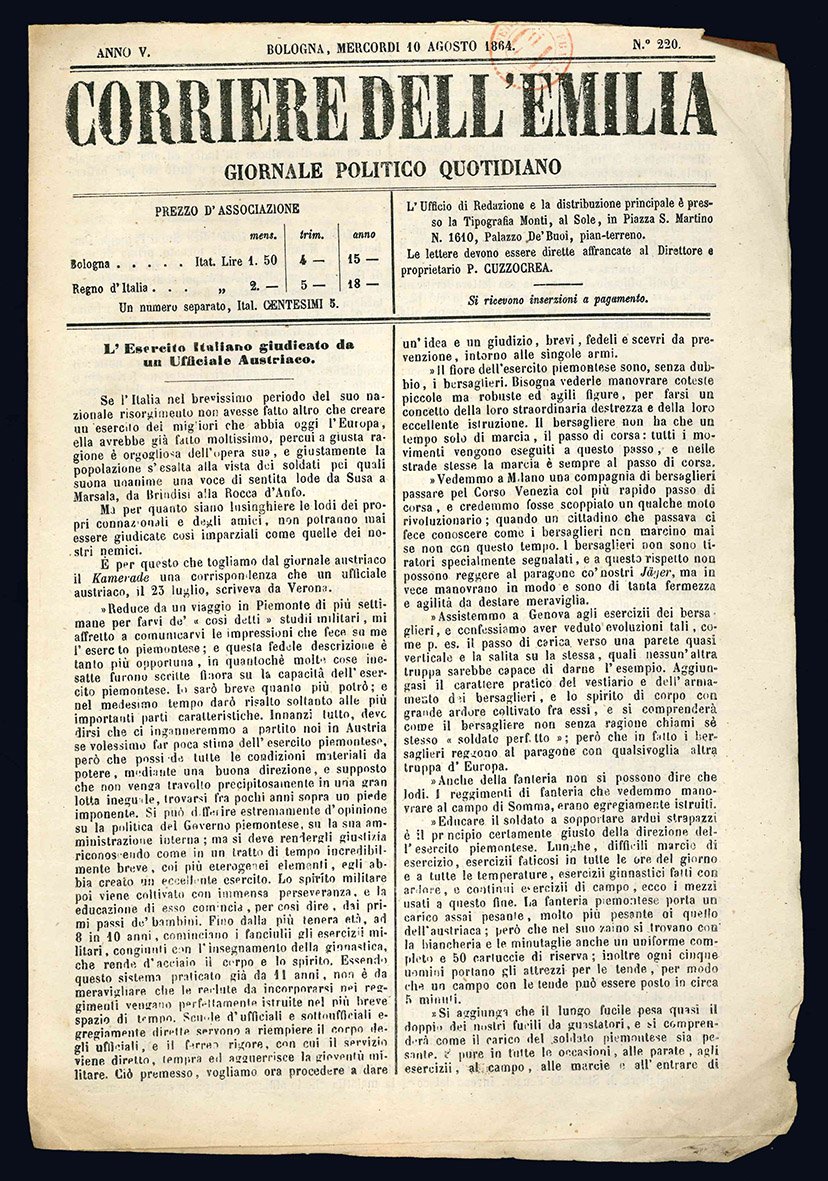 ANNO V.
BOLOGNA, MERCORDI 10 AGOSTO 1864.
N.º 220.
CORRIERE DELL'EMILIA
GIORNALE POLITICO QUOTIDIANO
PREZZO D'ASSOCIAZIONE
mens. trim. anno
Bologna . . . . . Itat. Lire 1. 50 4 — 15 —
Regno d'Italia . . . „ 2. — 5 — 18 —
Un numero separato, Ital. CENTESIMI 5.
L'Ufficio di Redazione e la distribuzione principale è pres-
so la Tipografia Monti, al Sole, in Piazza S. Martino
N. 1610, Palazzo De'Buoi, pian-terreno.
Le lettere devono essere dirette affrancate al Direttore e
proprietario P. CUZZOCREA.
Si ricevono inserzioni a pagamento.
L'Esercito Italiano giudicato da
un Ufficiale Austriaco.
Se l'Italia nel brevissimo periodo del suo na-
zionale risorgimento non avesse fatto altro che creare
un esercito dei migliori che abbia oggi l'Europa,
ella avrebbe già fatto moltissimo, percui a giusta ra-
gione è orgogliosa dell'opera sua, e giustamente la
popolazione s'esalta alla vista dei soldati pei quali
suona unanime una voce di sentita lode da Susa a
Marsala, da Brindisi alla Rocca d'Anfo.
Ma per quanto siano lusinghiere le lodi dei pro-
pri connazionali e degli amici, non potranno mai
essere giudicate così imparziali come quelle dei no-
stri nemici.
È per questo che togliamo dal giornale austriaco
il Kamerade una corrispondenza che un ufficiale
austriaco, il 23 luglio, scriveva da Verona.
»Reduce da un viaggio in Piemonte di più setti-
mane per farvi de' « così detti » studii militari, mi
affretto a comunicarvi le impressioni che fece su me
l'esercito piemontese; e questa fedele descrizione è
tanto più opportuna, in quantochè molte cose ine-
satte furono scritte finora su la capacità dell'eser-
cito piemontese. Io sarò breve quanto più potrò; e
nel medesimo tempo darò risalto soltanto alle più
importanti parti caratteristiche. Innanzi tutto, deve
dirsi che ci inganneremmo a partito noi in Austria
se volessimo far poca stima dell'esercito piemontese,
però che possiede tutte le condizioni materiali da
potere, mediante una buona direzione, e supposto
che non venga travolto precipitosamente in una gran
lotta ineguale, trovarsi fra pochi anni sopra un piede
imponente. Si può differire estremamente d'opinione
su la politica del Governo piemontese, su la sua am-
ministrazione interna; ma si deve rendergli giustizia
riconoscendo come in un tratto di tempo incredibil-
mente breve, coi più eterogenei elementi, egli ab-
bia creato un eccellente esercito. Lo spirito militare
poi viene coltivato con immensa perseveranza, e la
educazione di esso comincia, per così dire, dai pri-
mi passi de'bambini. Fino dalla più tenera età, ad
8 in 10 anni, cominciano i fanciulli gli esercizii mi-
litari, congiunti con l'insegnamento della ginnastica,
che rende d'acciaio il corpo e lo spirito. Essendo
questo sistema praticato già da 11 anni, non è da
meravigliare che le reclute da incorporarsi nei reg-
gimenti vengano perfettamente istruite nel più breve
spazio di tempo. Scuole d'ufficiali e sottoufficiali e-
gregiamente dirette servono a riempiere il corpo de-
gli ufficiali, e il ferreo rigore, con cui il servizio
viene diretto, tempra ed agguerrisce la gioventù mi-
litare. Ciò premesso, vogliamo ora procedere a dare
un'idea e un giudizio, brevi, fedeli e scevri da pre-
venzione, intorno alle singole armi.
»Il fiore dell'esercito piemontese sono, senza dub-
bio, i bersaglieri. Bisogna vederle manovrare coteste
piccole ma robuste ed agili figure, per farsi un
concetto della loro straordinaria destrezza e della loro
eccellente istruzione. Il bersagliere non ha che un
tempo solo di marcia, il passo di corsa: tutti i mo-
vimenti vengono eseguiti a questo passo, e nelle
strade stesse la marcia è sempre al passo di corsa.
»Vedemmo a Milano una compagnia di bersaglieri
passare pel Corso Venezia col più rapido passo di
corsa, e credemmo fosse scoppiato un qualche moto
rivoluzionario; quando un cittadino che passava ci
fece conoscere come i bersaglieri non marcino mai
se non con questo tempo. I bersaglieri non sono ti-
ratori specialmente segnalati, e a questo rispetto non
possono reggere al paragone co'nostri Jäger, ma in
vece manovrano in modo e sono di tanta fermezza
e agilità da destare meraviglia.
»Assistemmo a Genova agli esercizii dei bersa-
glieri, e confessiamo aver veduto evoluzioni tali, co-
me p. es. il passo di carica verso una parete quasi
verticale e la salita su la stessa, quali nessun'altra
truppa sarebbe capace di darne l'esempio. Aggiun-
gasi il carattere pratico del vestiario e dell'arma-
mento dei bersaglieri, e lo spirito di corpo con
grande ardore coltivato fra essi, e si comprenderà
come il bersagliere non senza ragione chiami sè
stesso « soldato perfetto »; però che in fatto i ber-
saglieri reggono al paragone con qualsivoglia altra
truppa d'Europa.
»Anche della fanteria non si possono dire che
lodi. I reggimenti di fanteria che vedemmo mano-
vrare al campo di Somma, erano egregiamente istruiti.
»Educare il soldato a sopportare ardui strapazzi
è il principio certamente giusto della direzione del-
l'esercito piemontese. Lunghe, difficili marcie di
esercizio, esercizii faticosi in tutte le ore del giorno
e a tutte le temperature, esercizii ginnastici fatti con
ardore, e continui esercizii di campo, ecco i mezzi
usati a questo fine. La fanteria piemontese porta un
carico assai pesante, molto più pesante di quello
dell'austriaca; però che nel suo zaino si trovano con
la biancheria e le minutaglie anche un uniforme com-
pleto e 50 cartuccie di riserva; inoltre ogni cinque
uomini portano gli attrezzi per le tende, per modo
che un campo con le tende può essere posto in circa
5 minuti.
»Si aggiunga che il lungo fucile pesa quasi il
doppio dei nostri fucili da guastatori, e si compren-
derà come il carico del soldato piemontese sia pe-
sante. E pure in tutte le occasioni, alle parate, agli
esercizii, al campo, alle marcie e all'entrare di